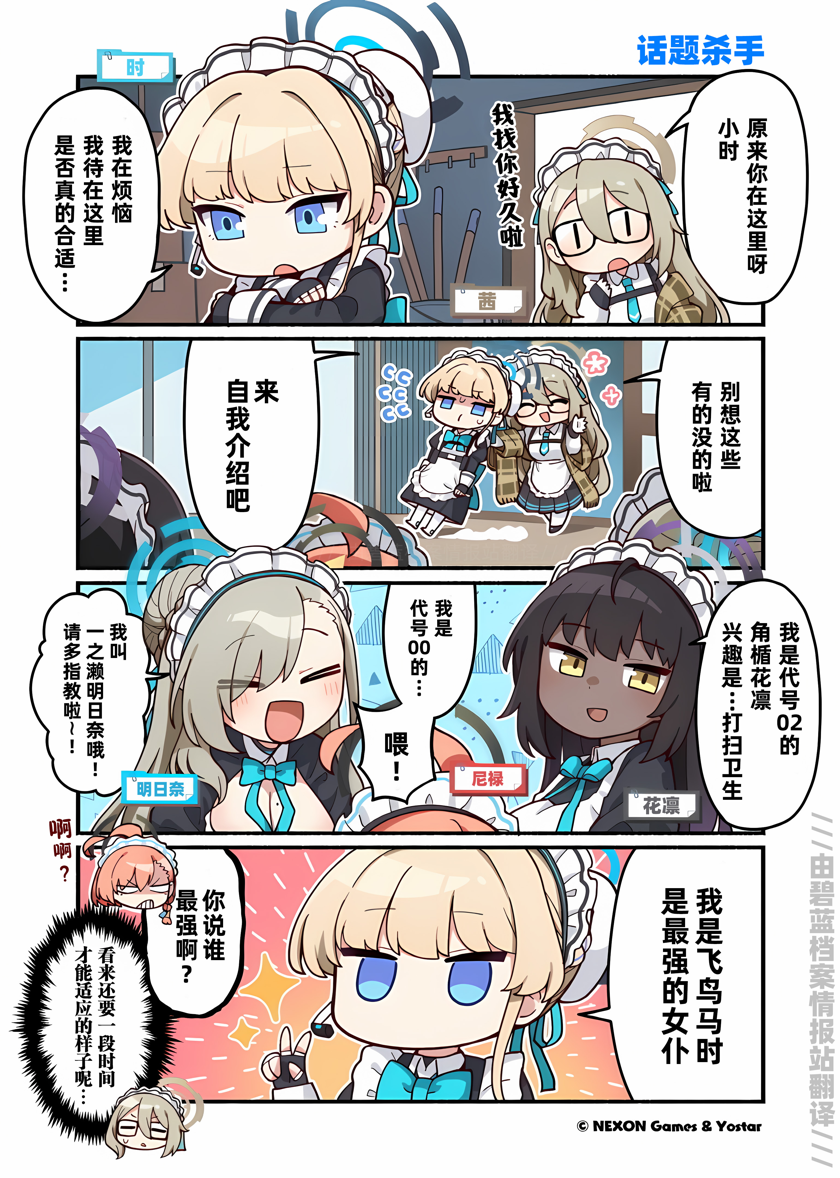 话题杀手
时
原来你在这里呀
小时
我找你好久啦
茜
我在烦恼
我待在这里
是否真的合适…
别想这些
有的没的啦
来
自我介绍吧
我是代号02的
角楯花凛
兴趣是…打扫卫生
花凛
我是
代号00的…
喂！
尼禄
我叫
一之濑明日奈哦！
请多指教啦~！
明日奈
我是飞鸟马时
是最强的女仆
啊啊？
你说谁
最强啊？
看来还要一段时间
才能适应的样子呢…
© NEXON Games & Yostar
///由碧蓝档案情报站翻译///